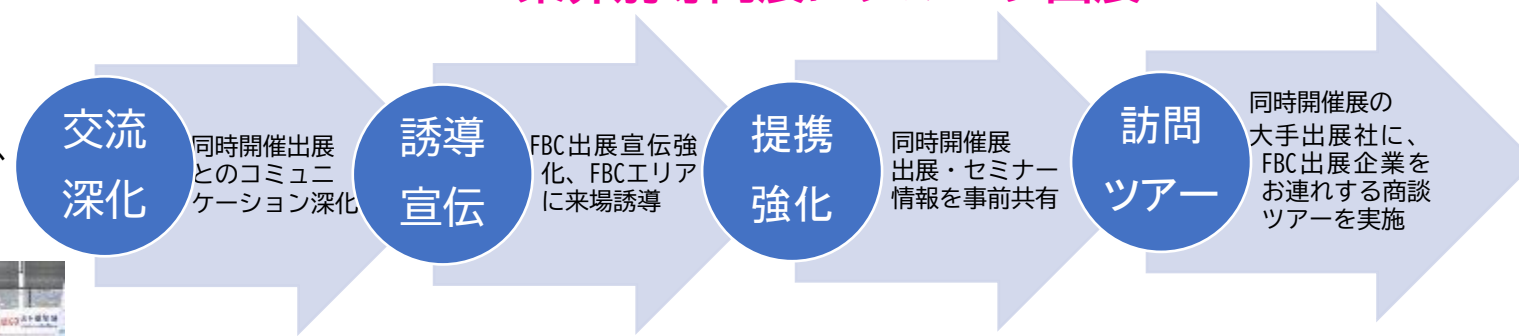 、
交流
深化
同時開催出展
とのコミュニ
ケーション深化
誘導
宣伝
FBC出展宣伝強
化、FBCエリア
に来場誘導
提携
強化
同時開催展
出展・セミナー
情報を事前共有
訪問
ツアー
同時開催展の
大手出展社に、
FBC出展企業を
お連れする商談
ツアーを実施